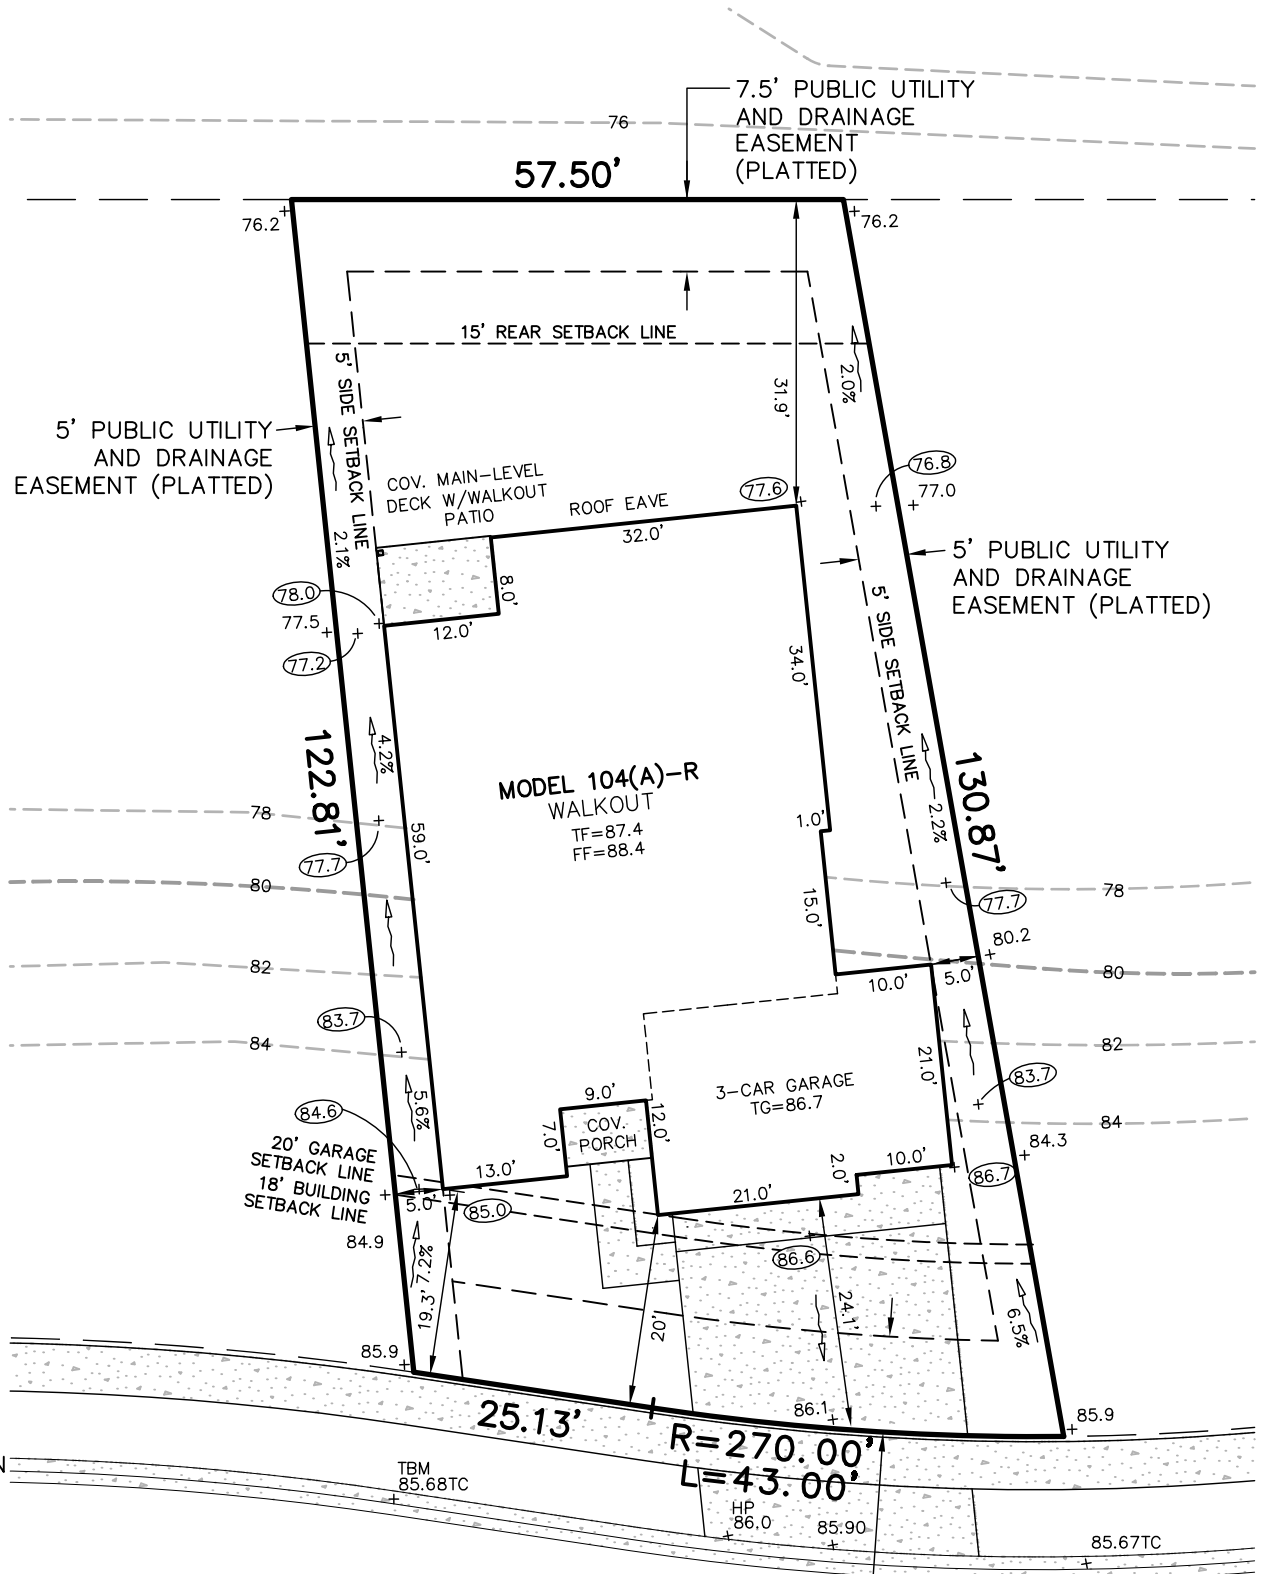 7.5' PUBLIC UTILITY
AND DRAINAGE
EASEMENT
(PLATTED)
76
57.50'
76.2
76.2
15' REAR SETBACK LINE
5' SIDE SETBACK LINE
2.0%
31.9'
5' PUBLIC UTILITY
AND DRAINAGE
EASEMENT (PLATTED)
COV. MAIN-LEVEL
DECK W/WALKOUT
PATIO
ROOF EAVE
32.0'
77.6
76.8
77.0
2.1%
8.0'
12.0'
5' PUBLIC UTILITY
AND DRAINAGE
EASEMENT (PLATTED)
78.0
77.5
77.2
5' SIDE SETBACK LINE
34.0'
122.81'
4.2%
MODEL 104(A)-R
WALKOUT
TF=87.4
FF=88.4
130.87'
2.2%
78
1.0'
59.0'
77.7
80
15.0'
77.7
78
82
80.2
10.0'
5.0'
80
83.7
84
82
21.0'
83.7
3-CAR GARAGE
TG=86.7
9.0'
5.6%
84.6
COV.
PORCH
12.0'
7.0'
84
84.3
20' GARAGE
SETBACK LINE
18' BUILDING
SETBACK LINE
13.0'
2.0'
10.0'
86.7
5.0'
85.0
21.0'
84.9
7.2%
19.3'
86.6
20'
24.1'
6.5%
85.9
25.13'
86.1
85.9
R=270.00'
L=43.00'
N
TBM
85.68TC
HP
86.0
85.90
85.67TC